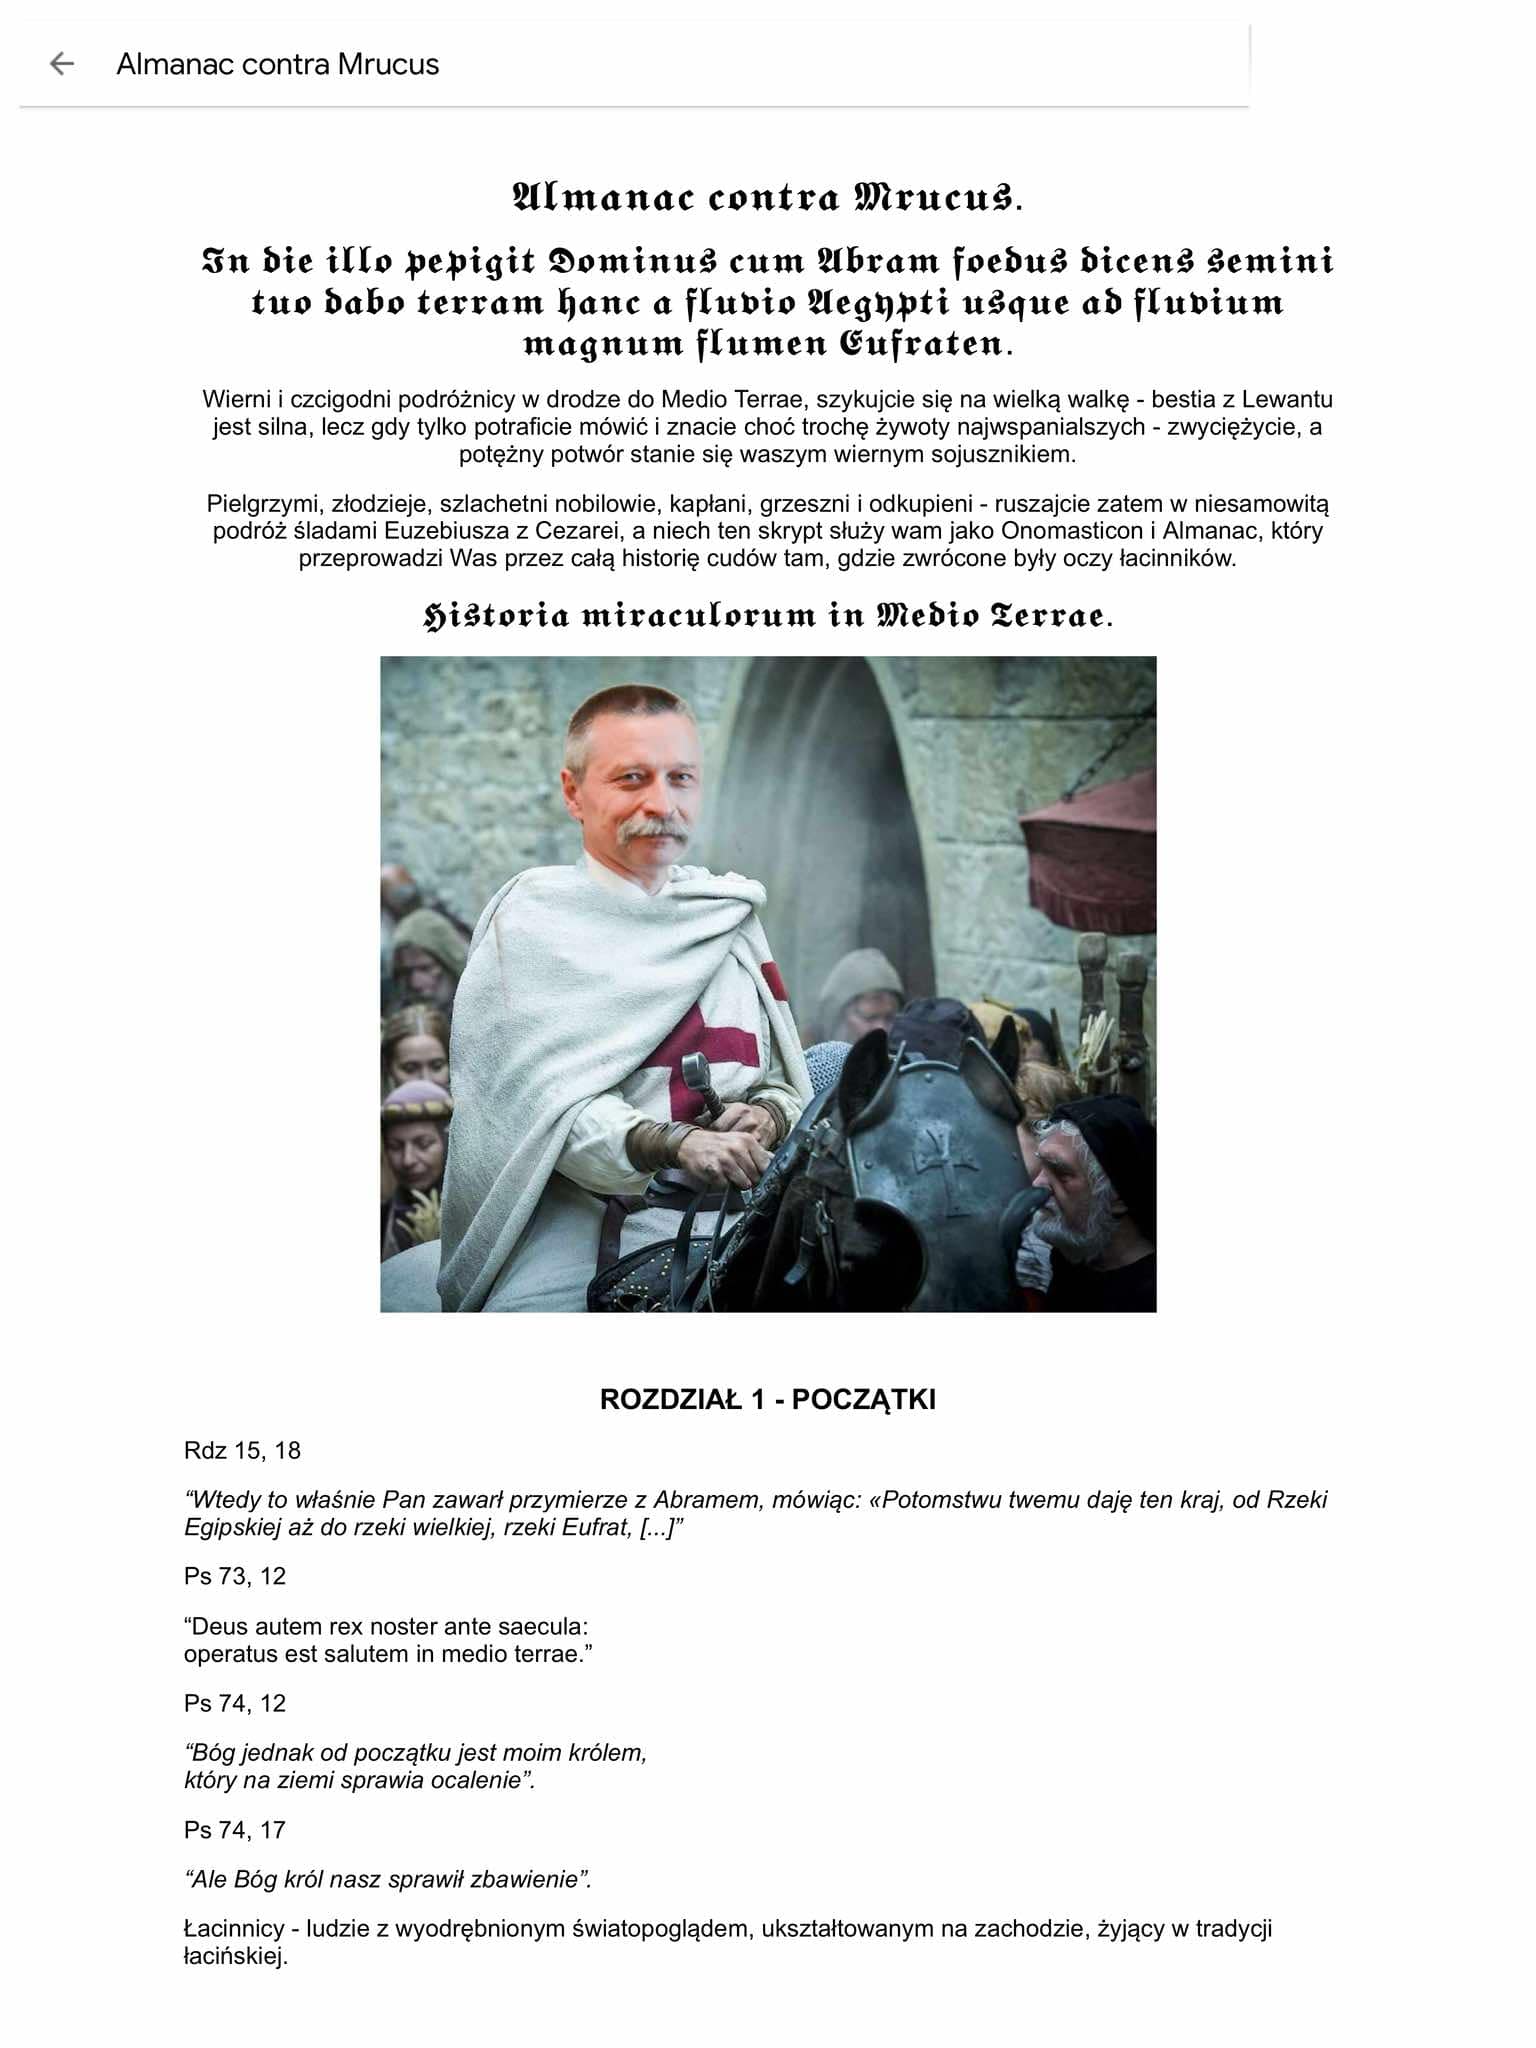 Almanac contra Mrucus
Almanac contra Mrucus.
In die illo pepigit Dominus cum Abram foedus dicens semini
tuo dabo terram hanc a fluvio Aegypti usque ad fluvium
magnum flumen Eufraten.
Wierni i czcigodni podróżnicy w drodze do Medio Terrae, szykujcie się na wielką walkę - bestia z Lewantu
jest silna, lecz gdy tylko potraficie mówić i znacie choć trochę żywoty najwspanialszych - zwyciężycie, a
potężny potwór stanie się waszym wiernym sojusznikiem.
Pielgrzymi, złodzieje, szlachetni nobilowie, kapłani, grzeszni i odkupieni - ruszajcie zatem w niesamowitą
podróż śladami Euzebiusza z Cezarei, a niech ten skrypt służy wam jako Onomasticon i Almanac, który
przeprowadzi Was przez całą historię cudów tam, gdzie zwrócone były oczy łacinników.
Historia miraculorum in Medio Terrae.
ROZDZIAŁ 1 - POCZĄTKI
Rdz 15, 18
“Wtedy to właśnie Pan zawarł przymierze z Abramem, mówiąc: «Potomstwu twemu daję ten kraj, od Rzeki
Egipskiej aż do rzeki wielkiej, rzeki Eufrat, [...]”
Ps 73, 12
“Deus autem rex noster ante saecula:
operatus est salutem in medio terrae.”
Ps 74, 12
“Bóg jednak od początku jest moim królem,
który na ziemi sprawia ocalenie”.
Ps 74, 17
“Ale Bóg król nasz sprawił zbawienie”.
Łacinnicy - ludzie z wyodrębnionym światopoglądem, ukształtowanym na zachodzie, żyjący w tradycji
łacińskiej.